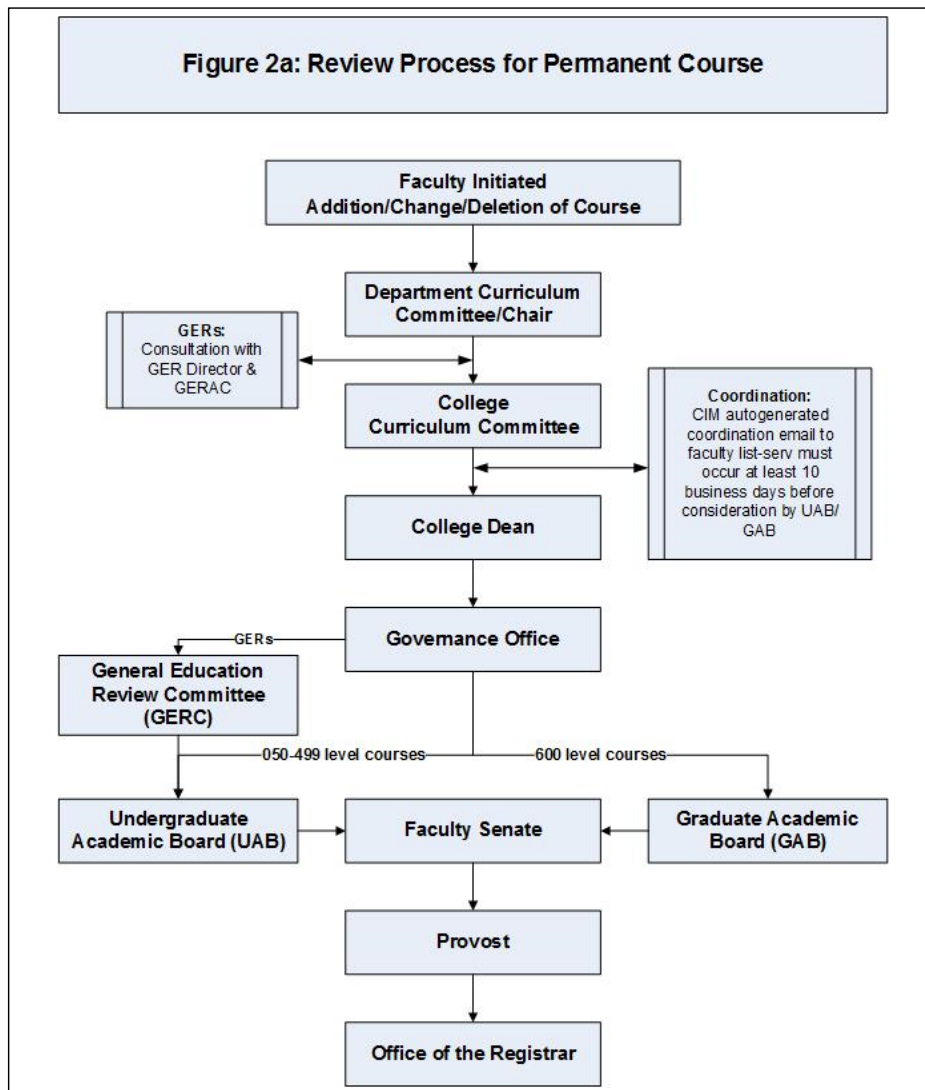 Figure 2a: Review Process for Permanent Course
Faculty Initiated
Addition/Change/Deletion of Course
Department Curriculum
Committee/Chair
GERs:
Consultation with
GER Director &
GERAC
College
Curriculum Committee
Coordination:
CIM autogenerated
coordination email to
faculty list-serv must
occur at least 10
business days before
consideration by UAB/
GAB
College Dean
Governance Office
GERs
General Education
Review Committee
(GERC)
050-499 level courses
600 level courses
Undergraduate
Academic Board (UAB)
Faculty Senate
Graduate Academic
Board (GAB)
Provost
Office of the Registrar